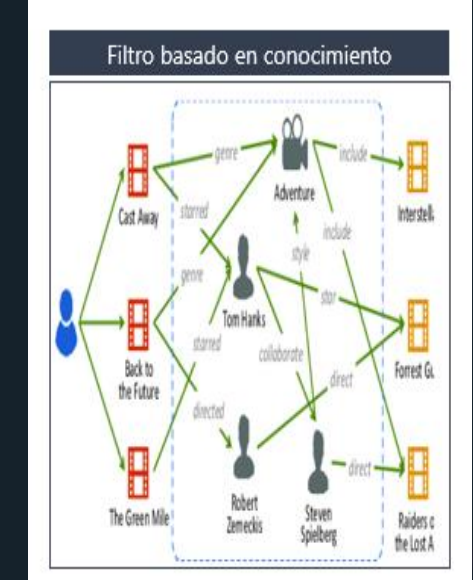 Filtro basado en conocimiento
genre
include
Cast Away
Adventure
Interstell
starred
include
style
genre
Tom Hanks
star
starred
collaborate
Back to
the Future
direct
Forrest Gu
directed
direct
The Green Mile
Robert
Zemeckis
Steven
Spielberg
Raiders o
the Lost A